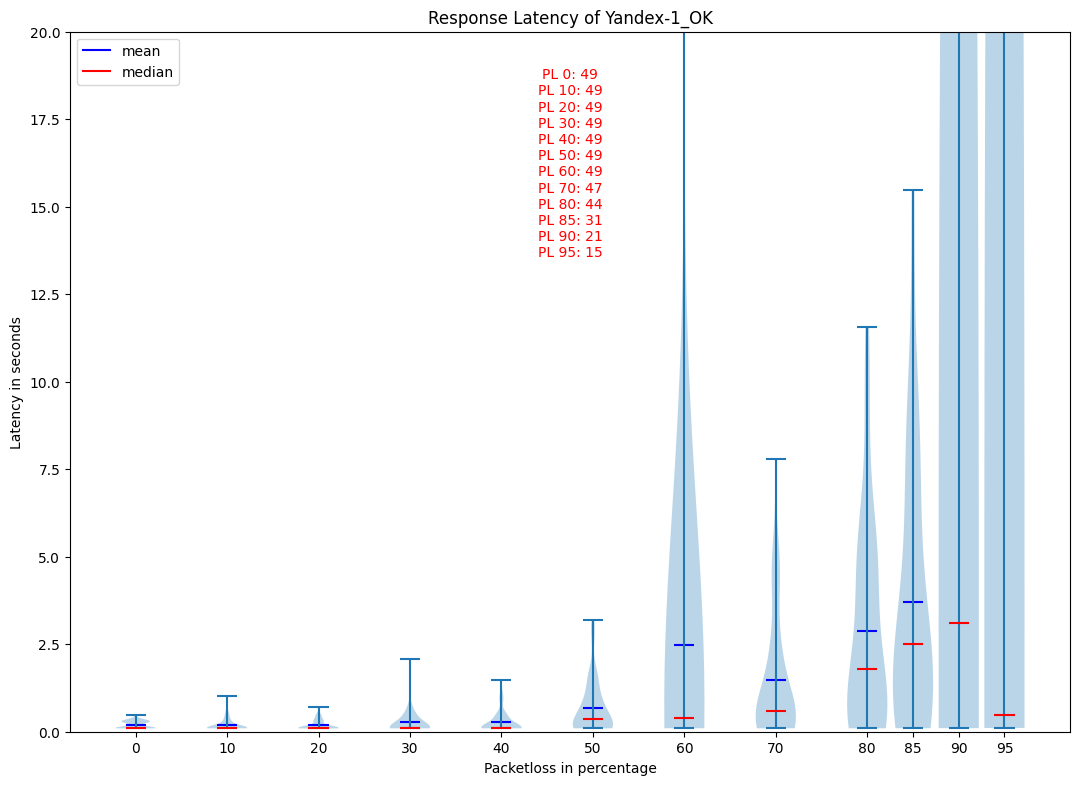 Response Latency of Yandex-1_OK
mean
median
PL 0: 49
PL 10: 49
PL 20: 49
PL 30: 49
PL 40: 49
PL 50: 49
PL 60: 49
PL 70: 47
PL 80: 44
PL 85: 31
PL 90: 21
PL 95: 15
Latency in seconds
20.0
17.5
15.0
12.5
10.0
7.5
5.0
2.5
0.0
0 10 20 30 40 50 60 70 80 85 90 95
Packetloss in percentage